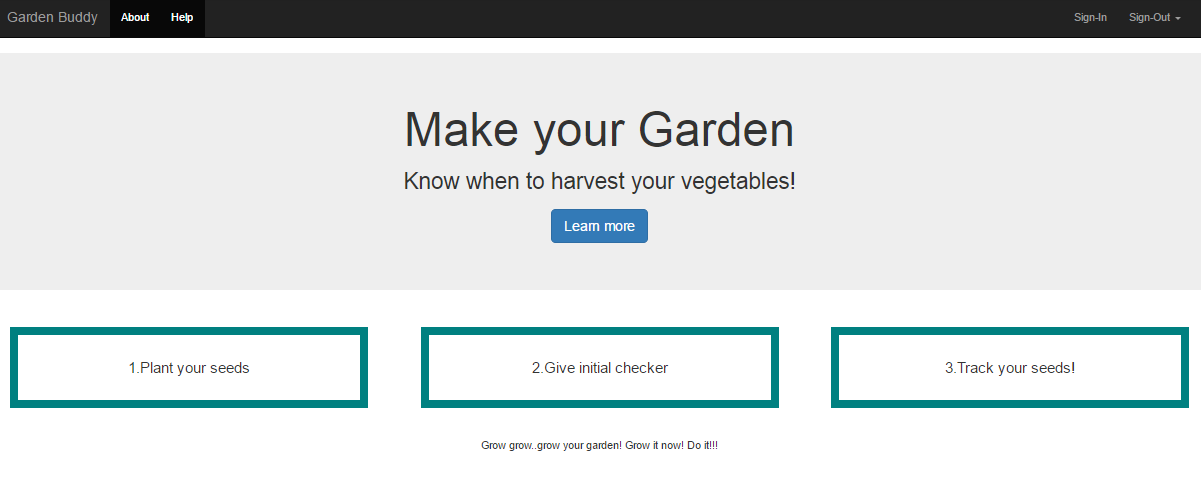 Garden Buddy About Help Sign-In Sign-Out
Make your Garden
Know when to harvest your vegetables!
Learn more
1.Plant your seeds 2.Give initial checker 3.Track your seeds!
Grow grow..grow your garden! Grow it now! Do it!!!